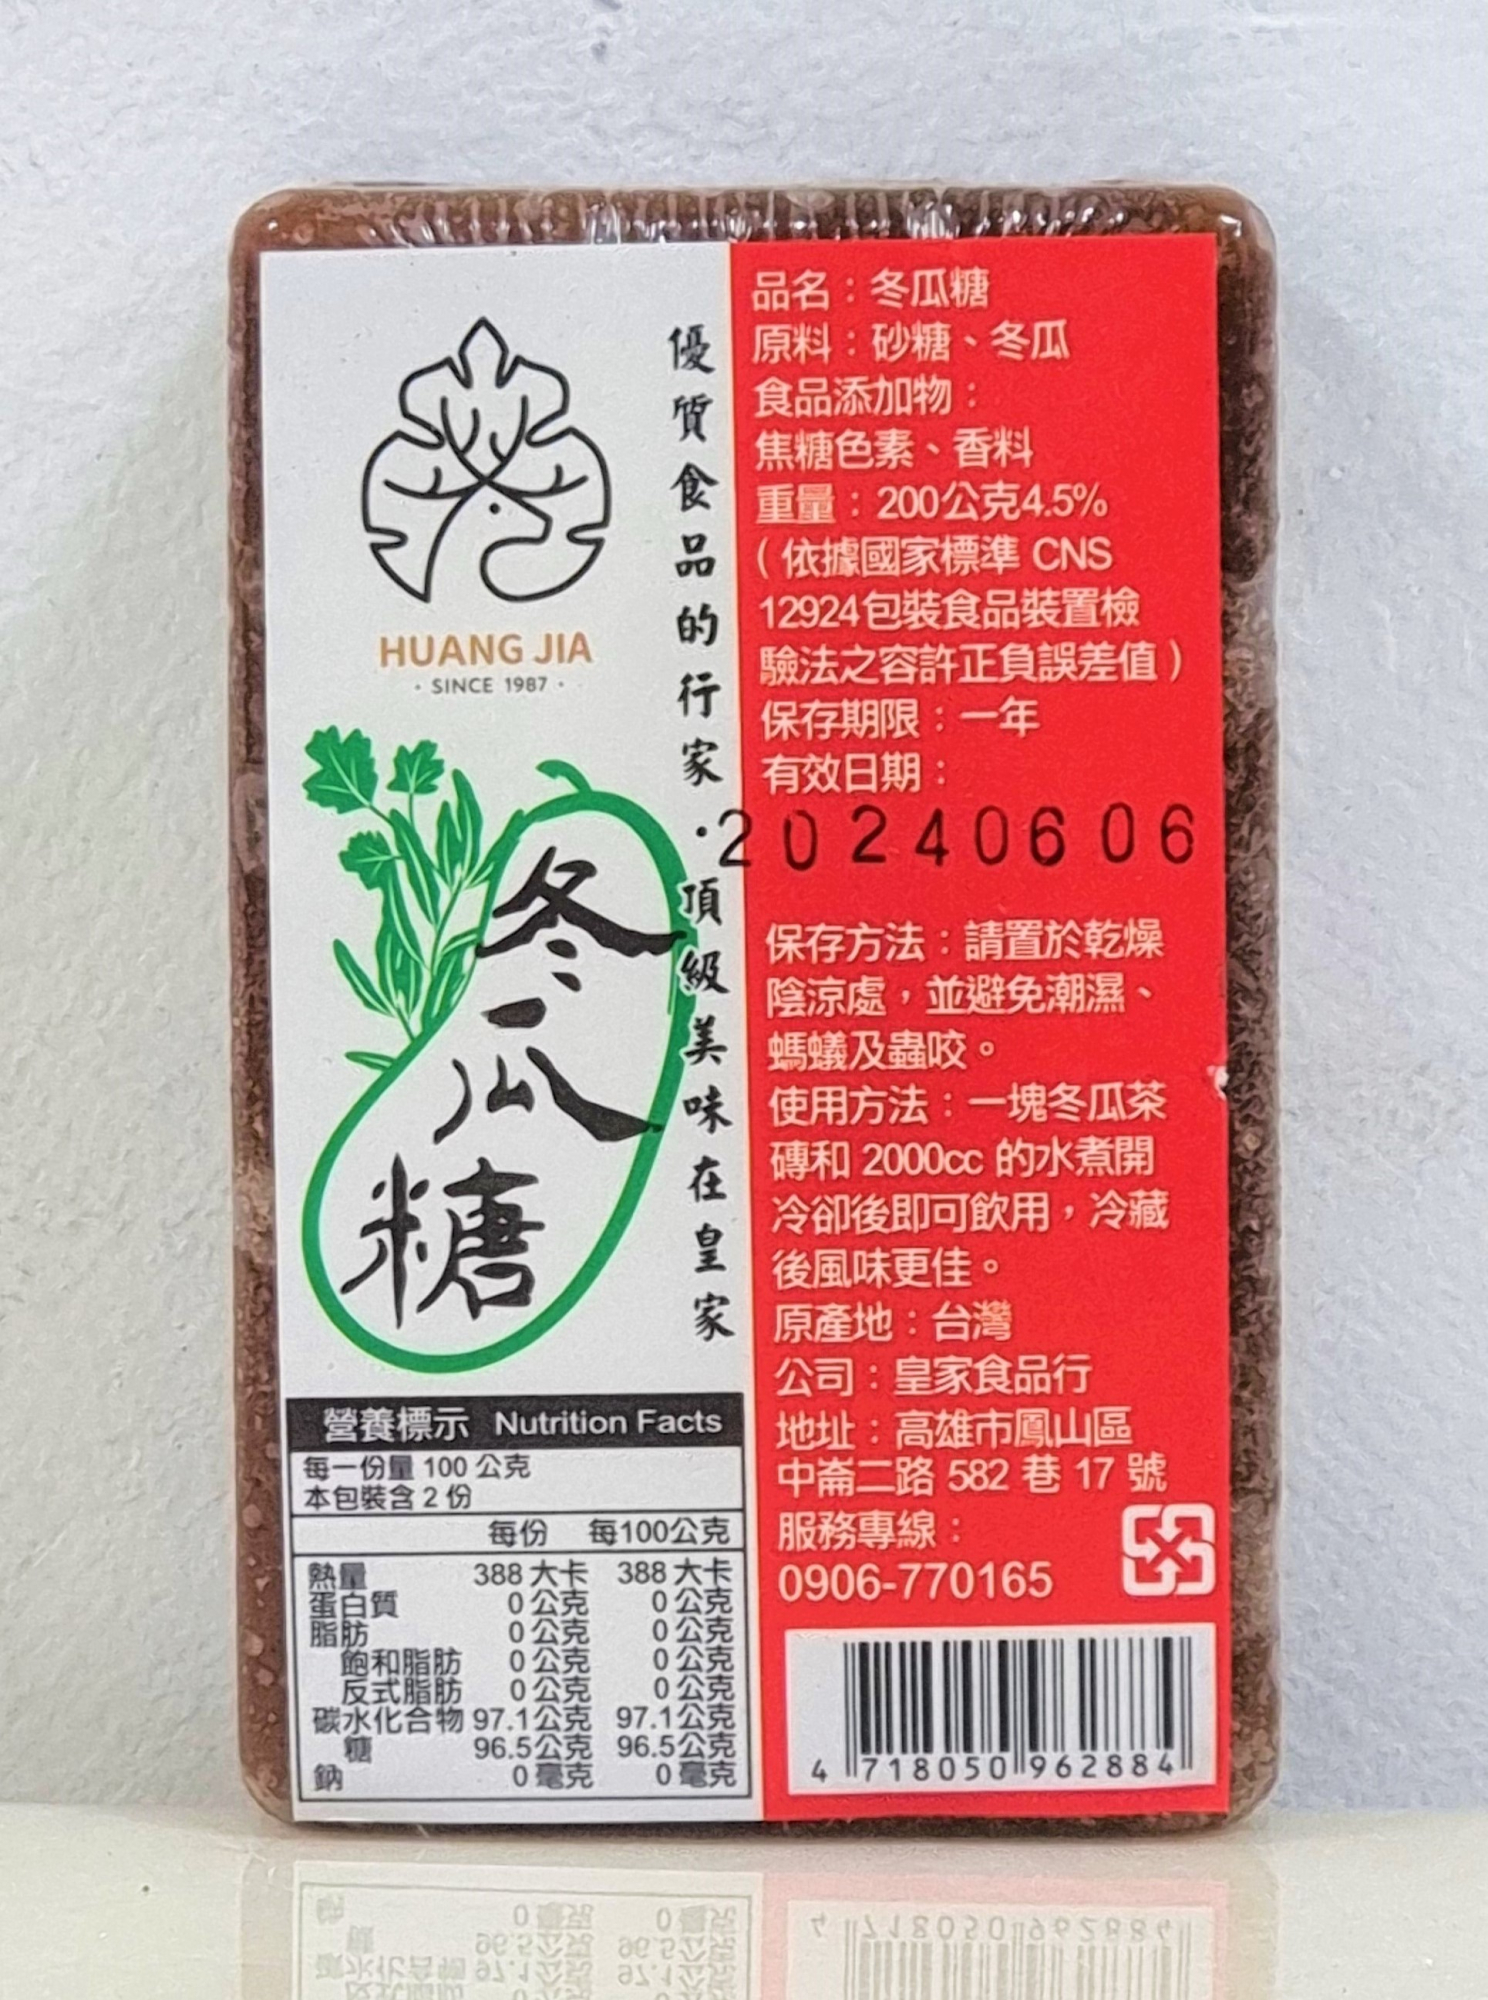 HUANG JIA
· SINCE 1987 ·
優質食品的行家·頂級美味在皇家
冬瓜糖
營養標示 Nutrition Facts
每一份量 100 公克
本包裝含 2 份
每份 每100公克
熱量 388 大卡 388 大卡
蛋白質 0 公克 0 公克
脂肪 0 公克 0 公克
飽和脂肪 0 公克 0 公克
反式脂肪 0 公克 0 公克
碳水化合物 97.1公克 97.1公克
糖 96.5公克 96.5公克
鈉 0 毫克 0 毫克
品名：冬瓜糖
原料：砂糖、冬瓜
食品添加物：
焦糖色素、香料
重量：200公克4.5%
（依據國家標準 CNS
12924包裝食品裝置檢
驗法之容許正負誤差值）
保存期限：一年
有效日期：
20240606
保存方法：請置於乾燥
陰涼處，並避免潮濕、
螞蟻及蟲咬。
使用方法：一塊冬瓜茶
磚和 2000cc 的水煮開
冷卻後即可飲用，冷藏
後風味更佳。
原產地：台灣
公司：皇家食品行
地址：高雄市鳳山區
中崙二路 582 巷 17 號
服務專線：
0906-770165
4 718050 962884